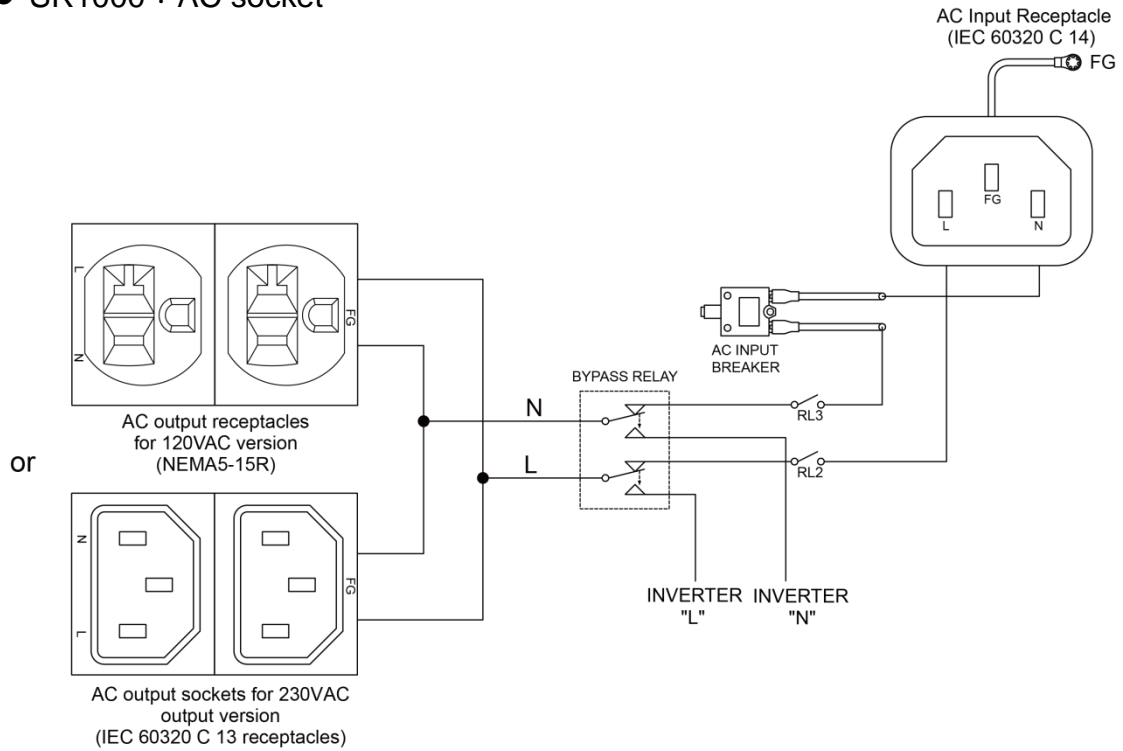 AC socket
AC Input Receptacle
(IEC 60320 C 14)
FG
L
FG
N
L
N
FG
AC output receptacles
for 120VAC version
(NEMA5-15R)
or
N
L
FG
AC output sockets for 230VAC
output version
(IEC 60320 C 13 receptacles)
BYPASS RELAY
N
L
AC INPUT
BREAKER
RL3
RL2
INVERTER
"L"
INVERTER
"N"